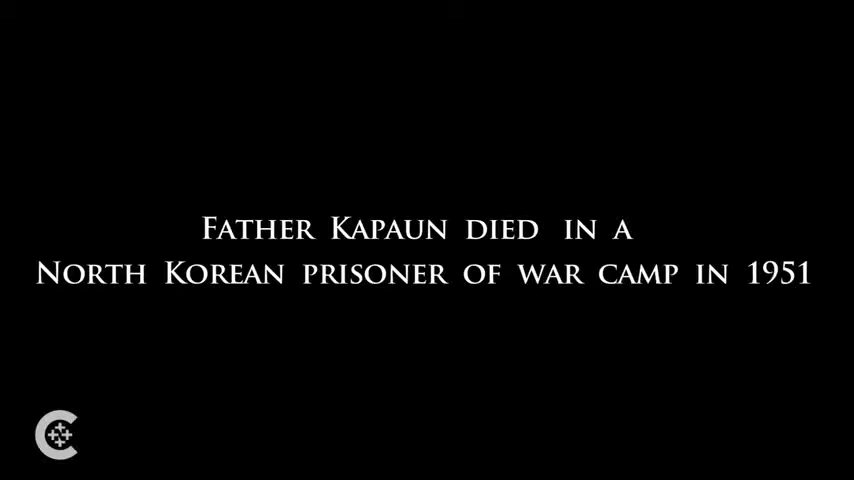 Father Kapaun died in a
North Korean prisoner of war camp in 1951